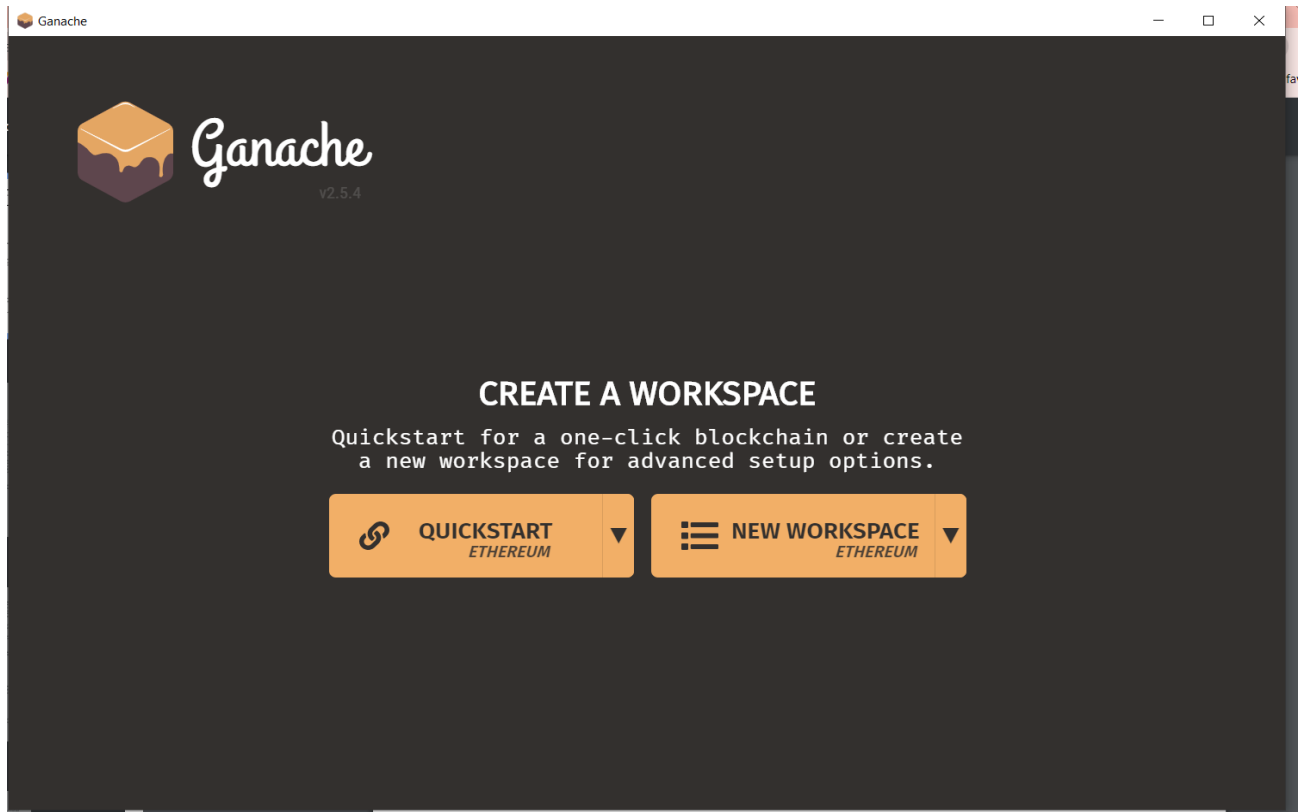 Ganache
fav
Ganache
v2.5.4
CREATE A WORKSPACE
Quickstart for a one-click blockchain or create
a new workspace for advanced setup options.
QUICKSTART
ETHEREUM
NEW WORKSPACE
ETHEREUM